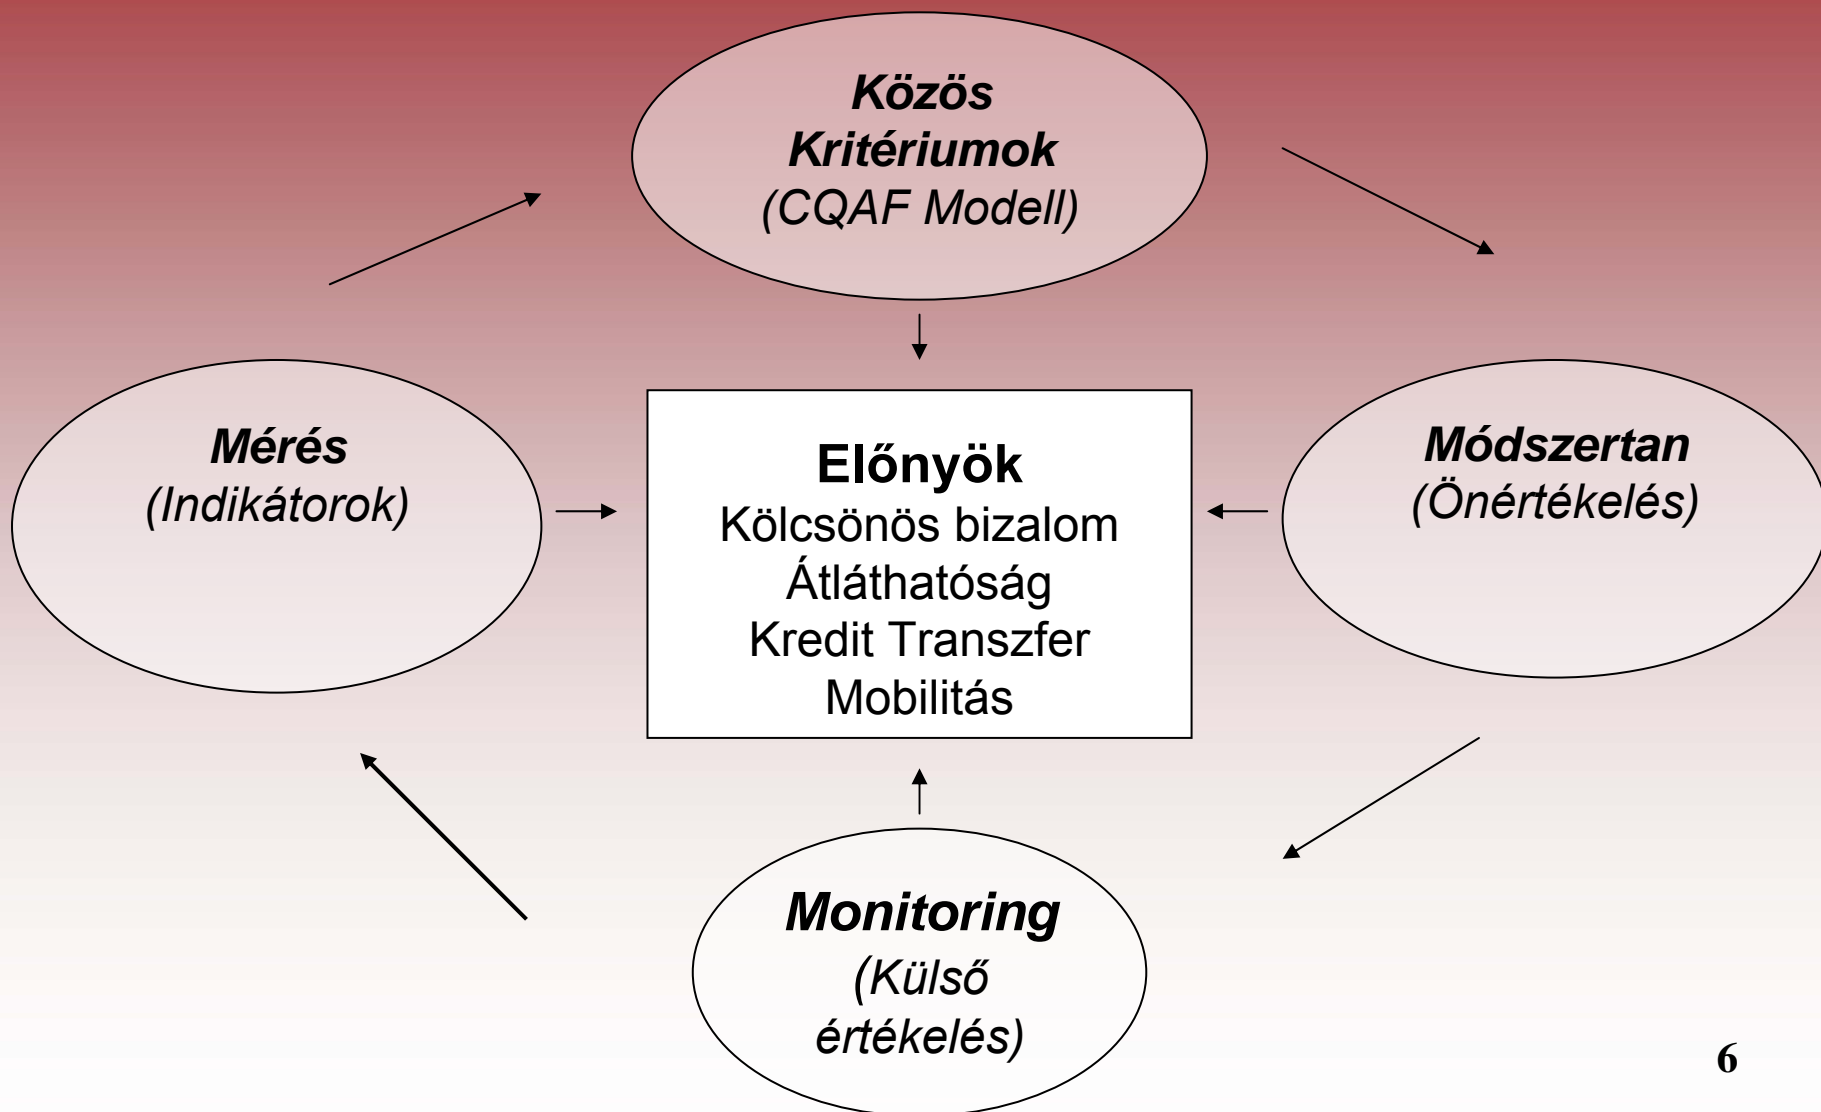 Közös
Kritériumok
(CQAF Modell)
Mérés
(Indikátorok)
Előnyök
Kölcsönös bizalom
Átláthatóság
Kredit Transzfer
Mobilitás
Módszertan
(Önértékelés)
Monitoring
(Külső
értékelés)
6